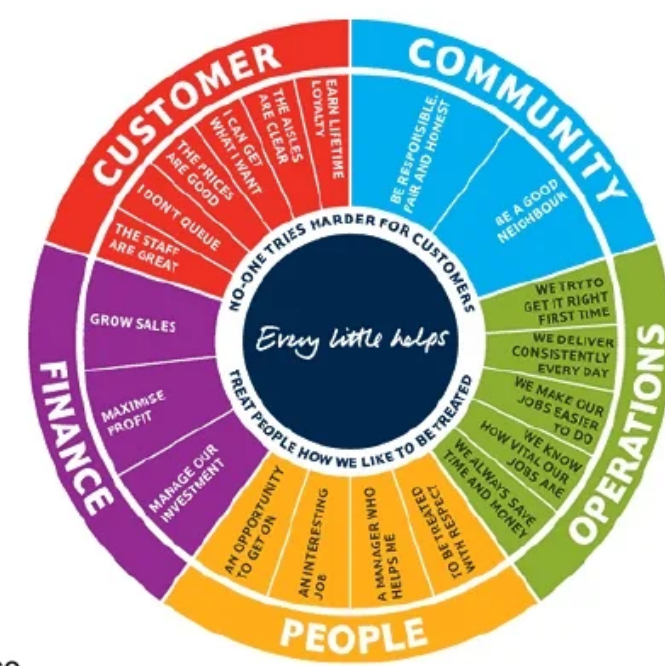 CUSTOMER
THE STAFF
ARE GREAT
I DON'T QUEUE
THE PRICES
ARE GOOD
I CAN GET
WHAT I WANT
THE AISLES
ARE CLEAR
EARN LIFETIME
LOYALTY
COMMUNITY
BE RESPONSIBLE,
FAIR AND HONEST
BE A GOOD
NEIGHBOUR
OPERATIONS
WE TRY TO
GET IT RIGHT
FIRST TIME
WE DELIVER
CONSISTENTLY
EVERY DAY
WE MAKE OUR
JOBS EASIER
TO DO
WE KNOW
HOW VITAL OUR
JOBS ARE
WE ALWAYS SAVE
TIME AND MONEY
PEOPLE
TO BE TREATED
WITH RESPECT
A MANAGER WHO
HELPS ME
AN INTERESTING
JOB
AN OPPORTUNITY
TO GET ON
FINANCE
MANAGE OUR
INVESTMENT
MAXIMISE
PROFIT
GROW SALES
NO-ONE TRIES HARDER FOR CUSTOMERS
Every little helps
TREAT PEOPLE HOW WE LIKE TO BE TREATED